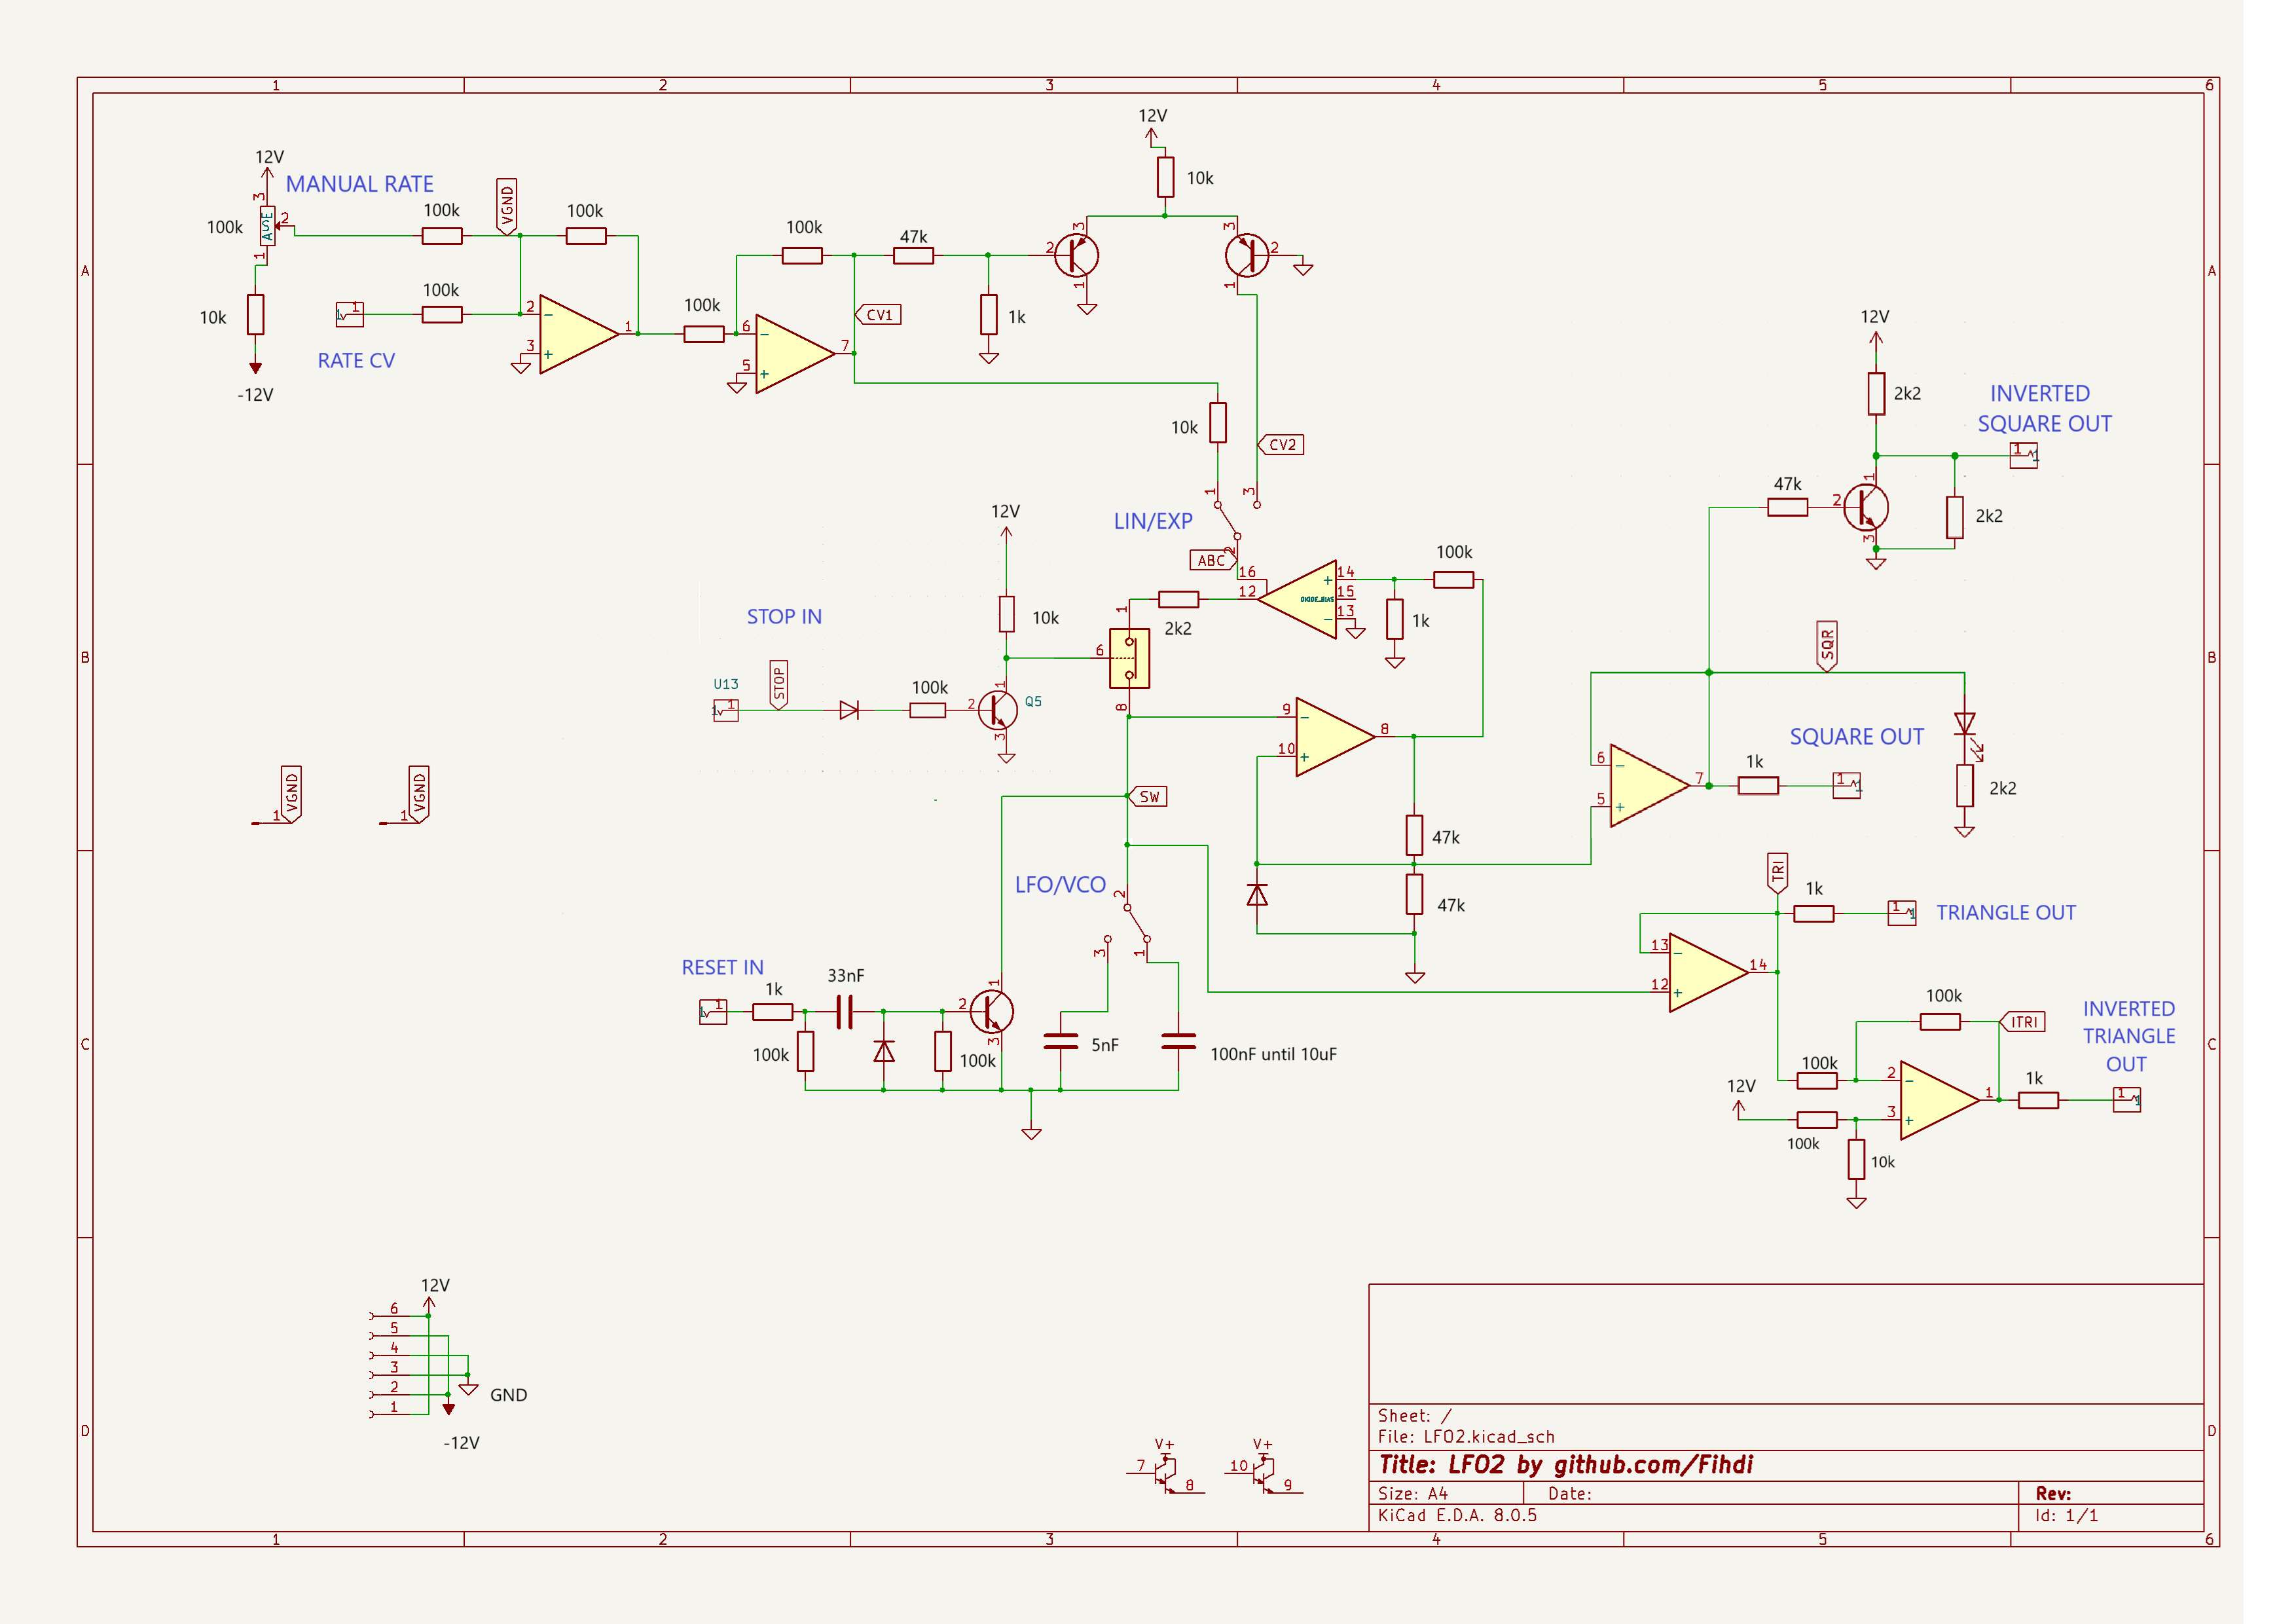 1 2 3 4 5 6
12V
12V
MANUAL RATE
3
VGND
10k
100k
ASE
2
100k
100k
100k
47k
3
3
1
2
2
A
A
1
1
100k
10k
1
2
100k
CV1
1k
1
6
7
3
5
RATE CV
12V
-12V
10k
CV2
2k2
INVERTED
SQUARE OUT
1
1
3
47k
1
2
2k2
12V
LIN/EXP
3
2
ABC
100k
16
14
12
DIODE_BIAS
15
13
1
STOP IN
10k
2k2
1k
SQR
B
6
B
U13
STOP
100k
1
1
2
Q5
8
9
8
3
10
SQUARE OUT
6
1k
7
1
VGND
VGND
SW
5
2k2
1
1
47k
TRI
LFO/VCO
2
1k
1
TRIANGLE OUT
47k
13
3
1
14
RESET IN
33nF
12
1k
1
1
100k
ITRI
INVERTED
TRIANGLE
OUT
2
C
C
3
5nF
100nF until 10uF
100k
100k
100k
2
12V
1
1k
1
3
100k
10k
12V
6
5
4
3
2
GND
1
D
D
-12V
Sheet: /
File: LFO2.kicad_sch
V+
V+
Title: LFO2 by github.com/Fihdi
7
10
8
9
Size: A4
Date:
Rev:
KiCad E.D.A. 8.0.5
Id: 1/1
1 2 3 4 5 6